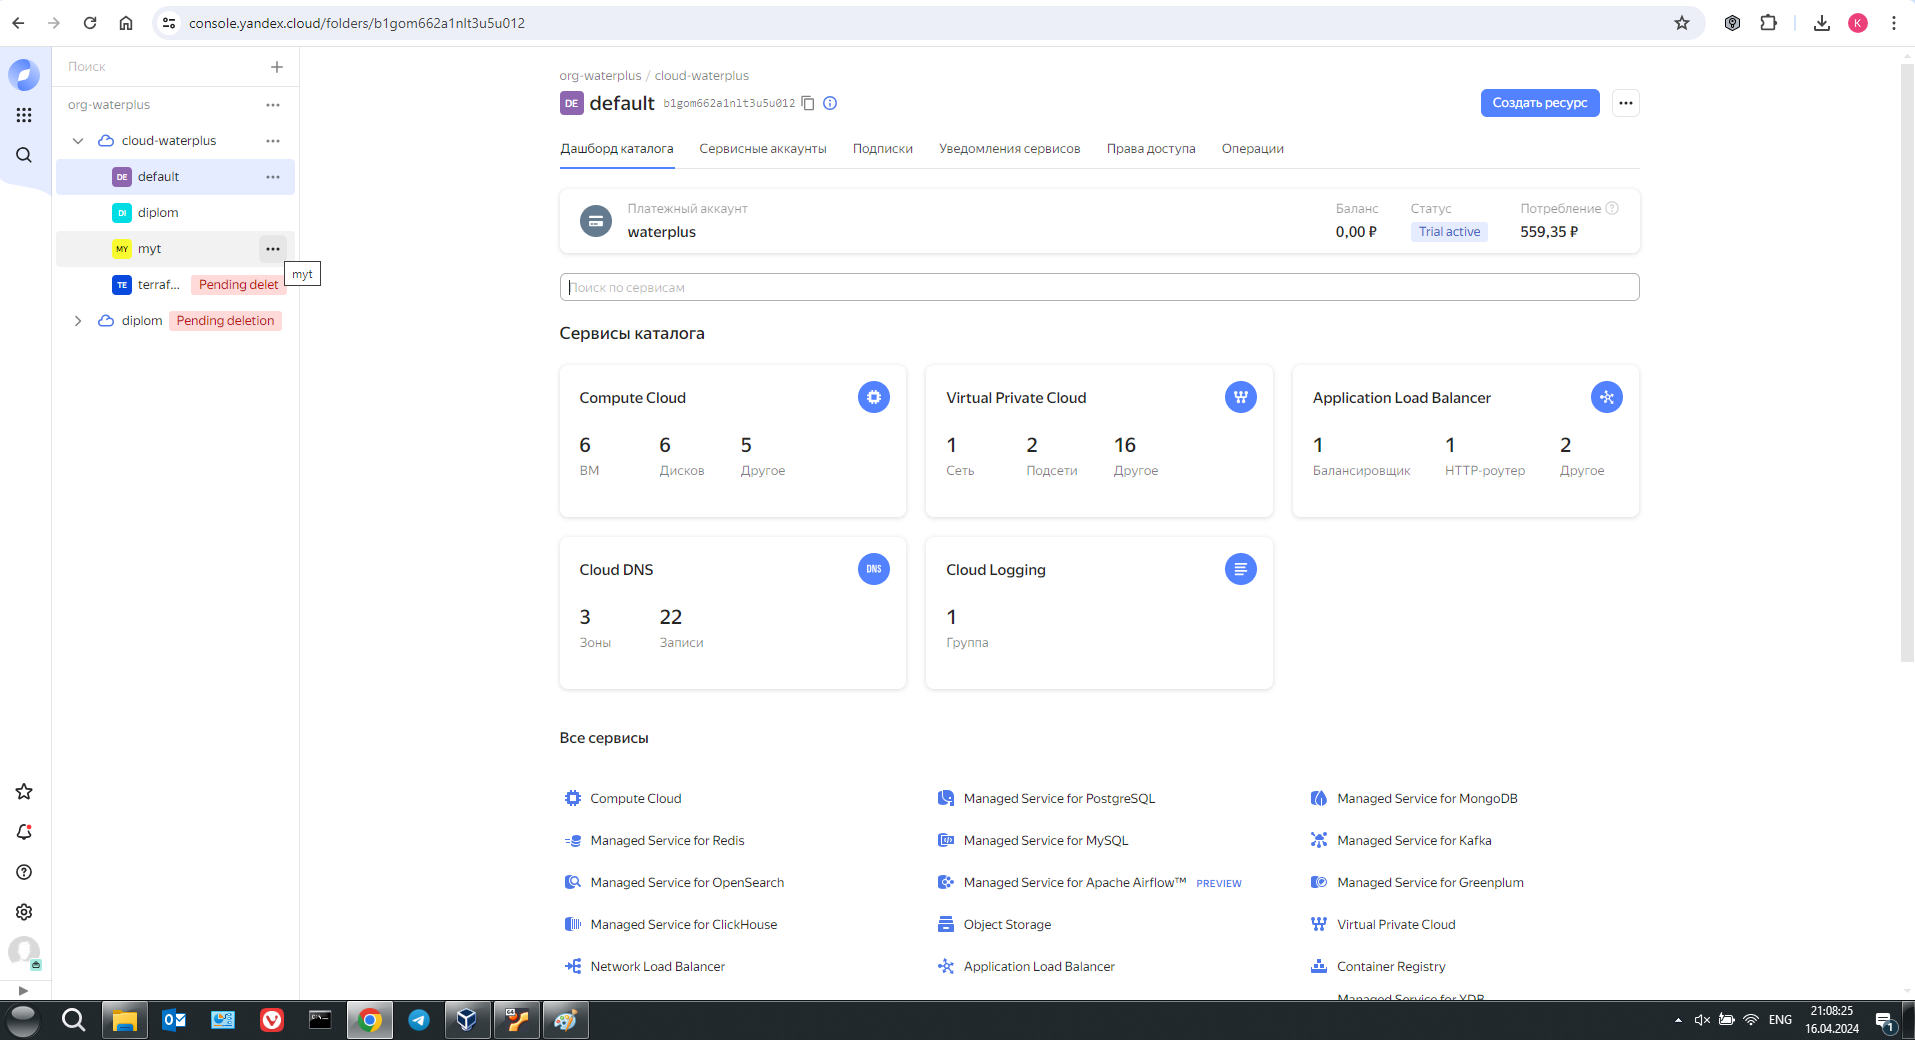 console.yandex.cloud/folders/b1gom662a1nlt3u5u012
K
Поиск
org-waterplus
cloud-waterplus
DE default
DI diplom
MY myt
myt
TE terraf... Pending delet
diplom Pending deletion
org-waterplus / cloud-waterplus
DE default b1gom662a1nlt3u5u012
Создать ресурс
Дашборд каталога Сервисные аккаунты Подписки Уведомления сервисов Права доступа Операции
Платежный аккаунт Баланс Статус Потребление
waterplus 0,00 ₽ Trial active 559,35 ₽
Поиск по сервисам
Сервисы каталога
Compute Cloud
6 6 5
ВМ Дисков Другое
Virtual Private Cloud
1 2 16
Сеть Подсети Другое
Application Load Balancer
1 1 2
Балансировщик HTTP-роутер Другое
Cloud DNS DNS
3 22
Зоны Записи
Cloud Logging
1
Группа
Все сервисы
Compute Cloud Managed Service for PostgreSQL Managed Service for MongoDB
Managed Service for Redis Managed Service for MySQL Managed Service for Kafka
Managed Service for OpenSearch Managed Service for Apache Airflow™ PREVIEW Managed Service for Greenplum
Managed Service for ClickHouse Object Storage Virtual Private Cloud
Network Load Balancer Application Load Balancer Container Registry
Managed Service for YDB
ENG
21:08:25
16.04.2024
1